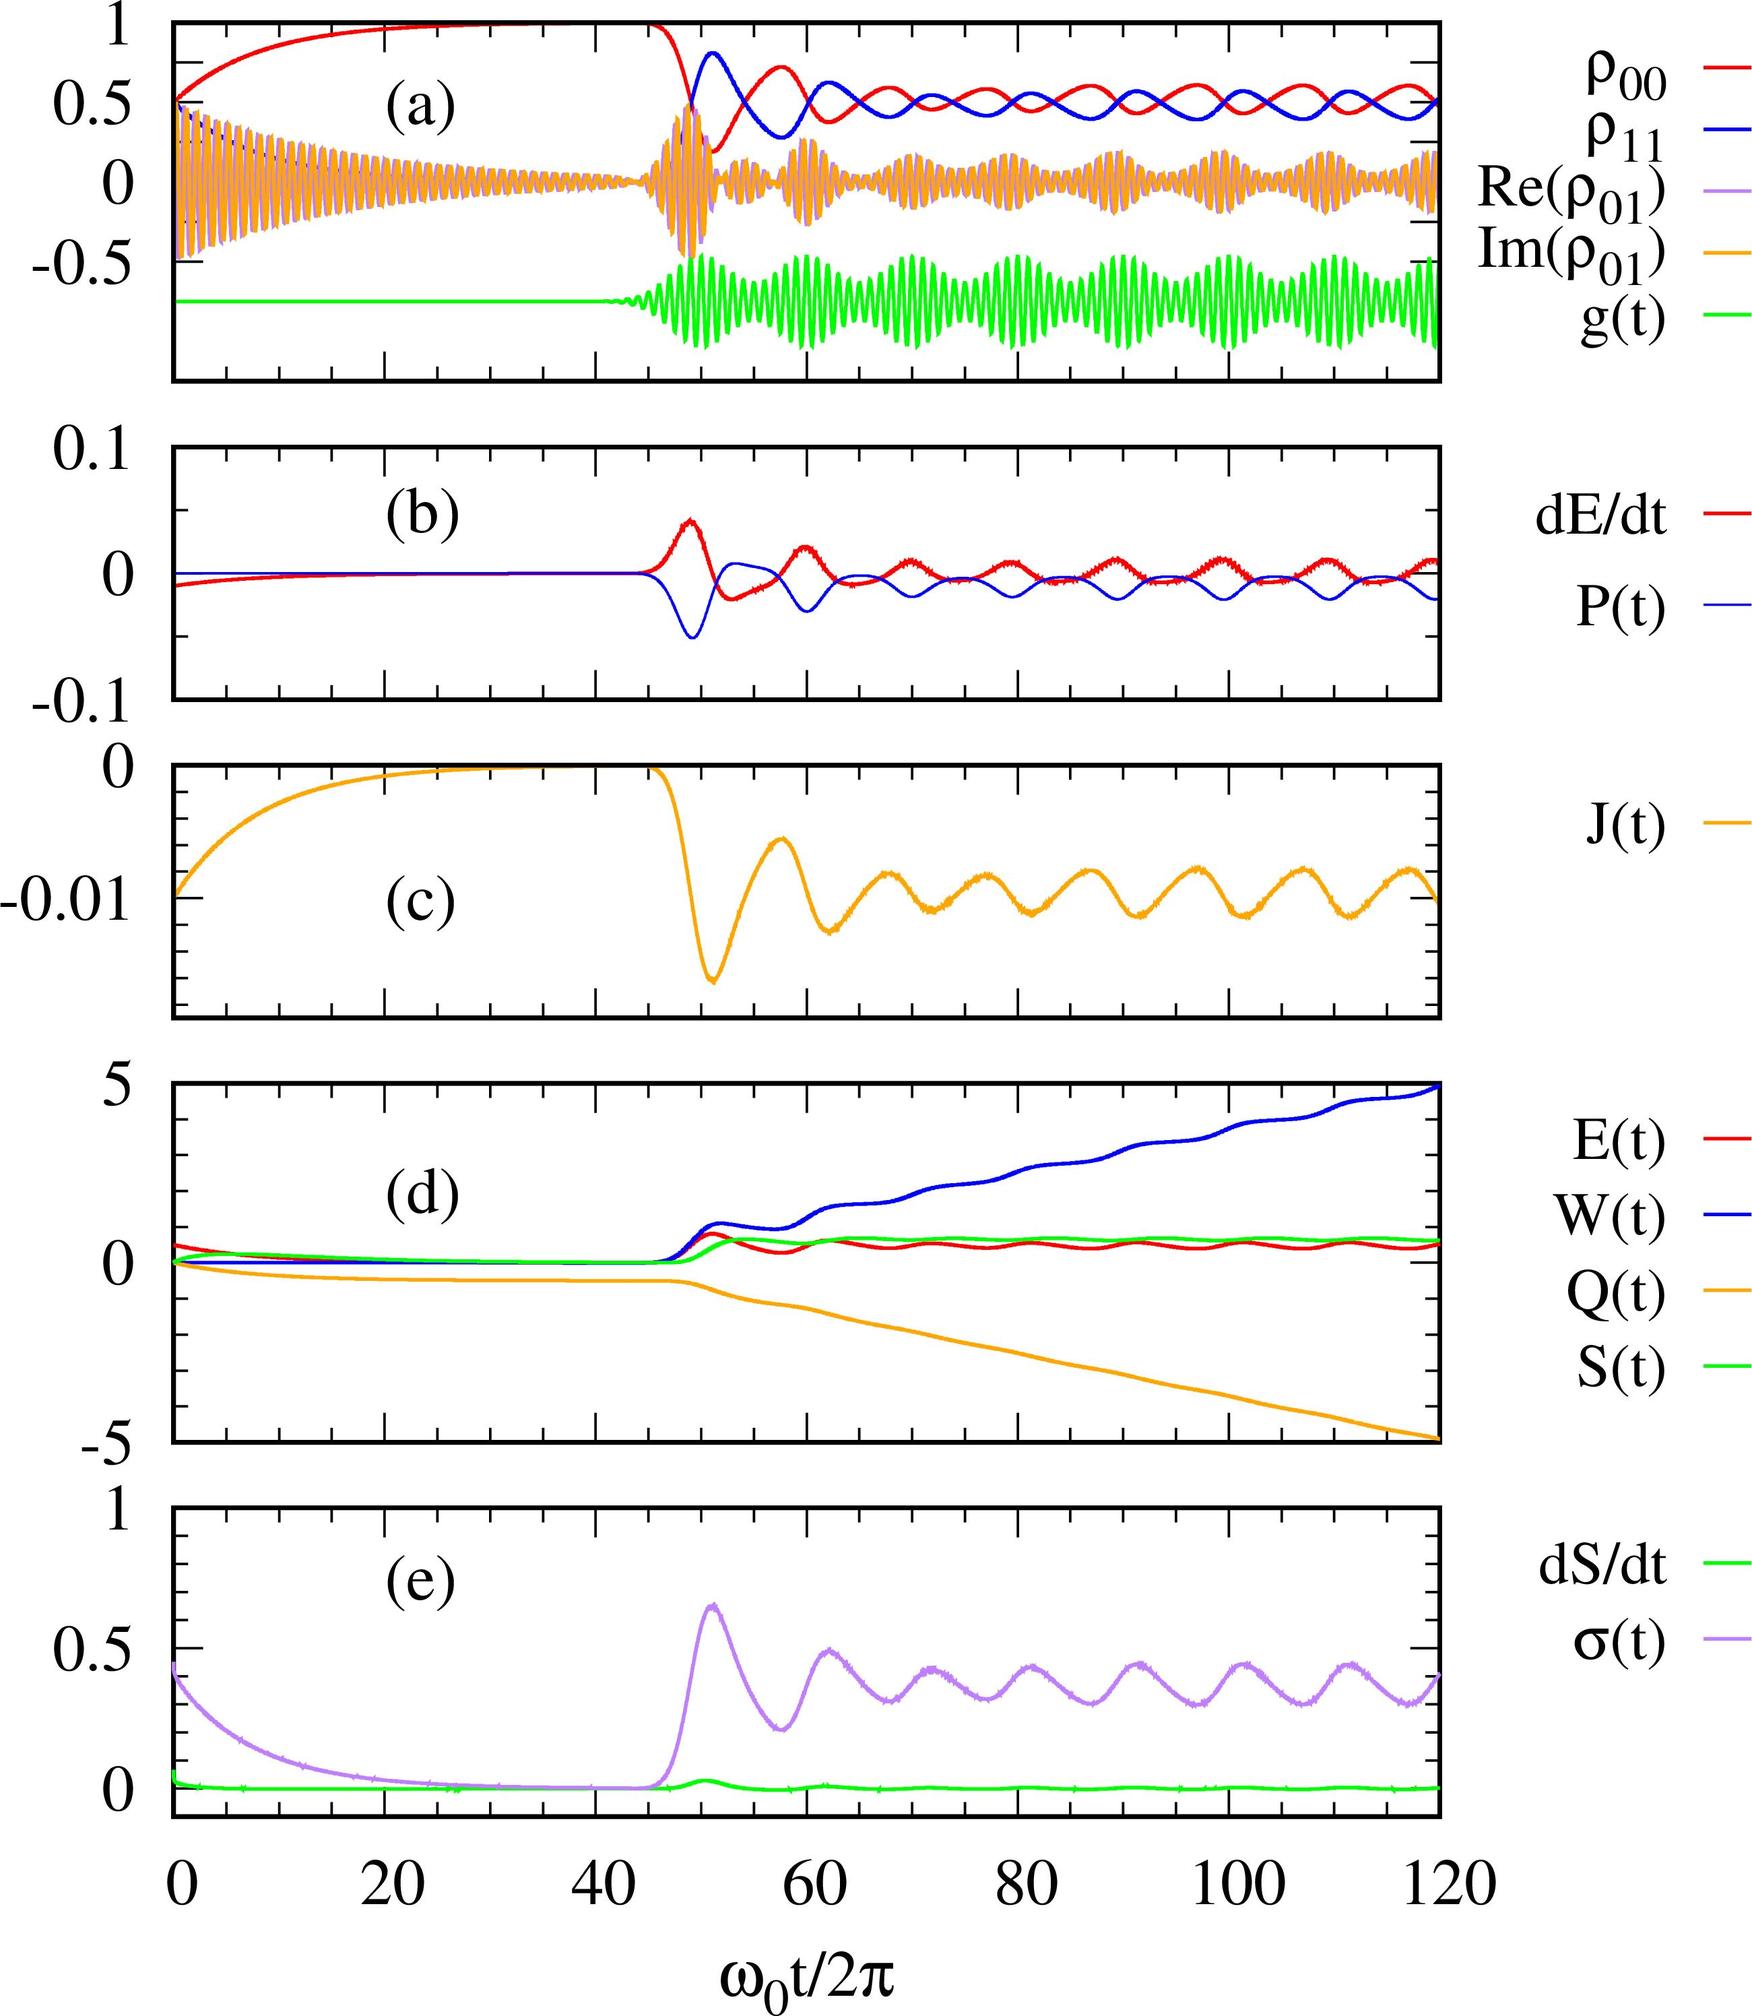 1
0.5
0
-0.5
(a)
ρ00
ρ11
Re(ρ01)
Im(ρ01)
g(t)
0.1
0
-0.1
(b)
dE/dt
P(t)
0
-0.01
(c)
J(t)
5
0
-5
(d)
E(t)
W(t)
Q(t)
S(t)
1
0.5
0
(e)
dS/dt
σ(t)
0 20 40 60 80 100 120
ω0t/2π